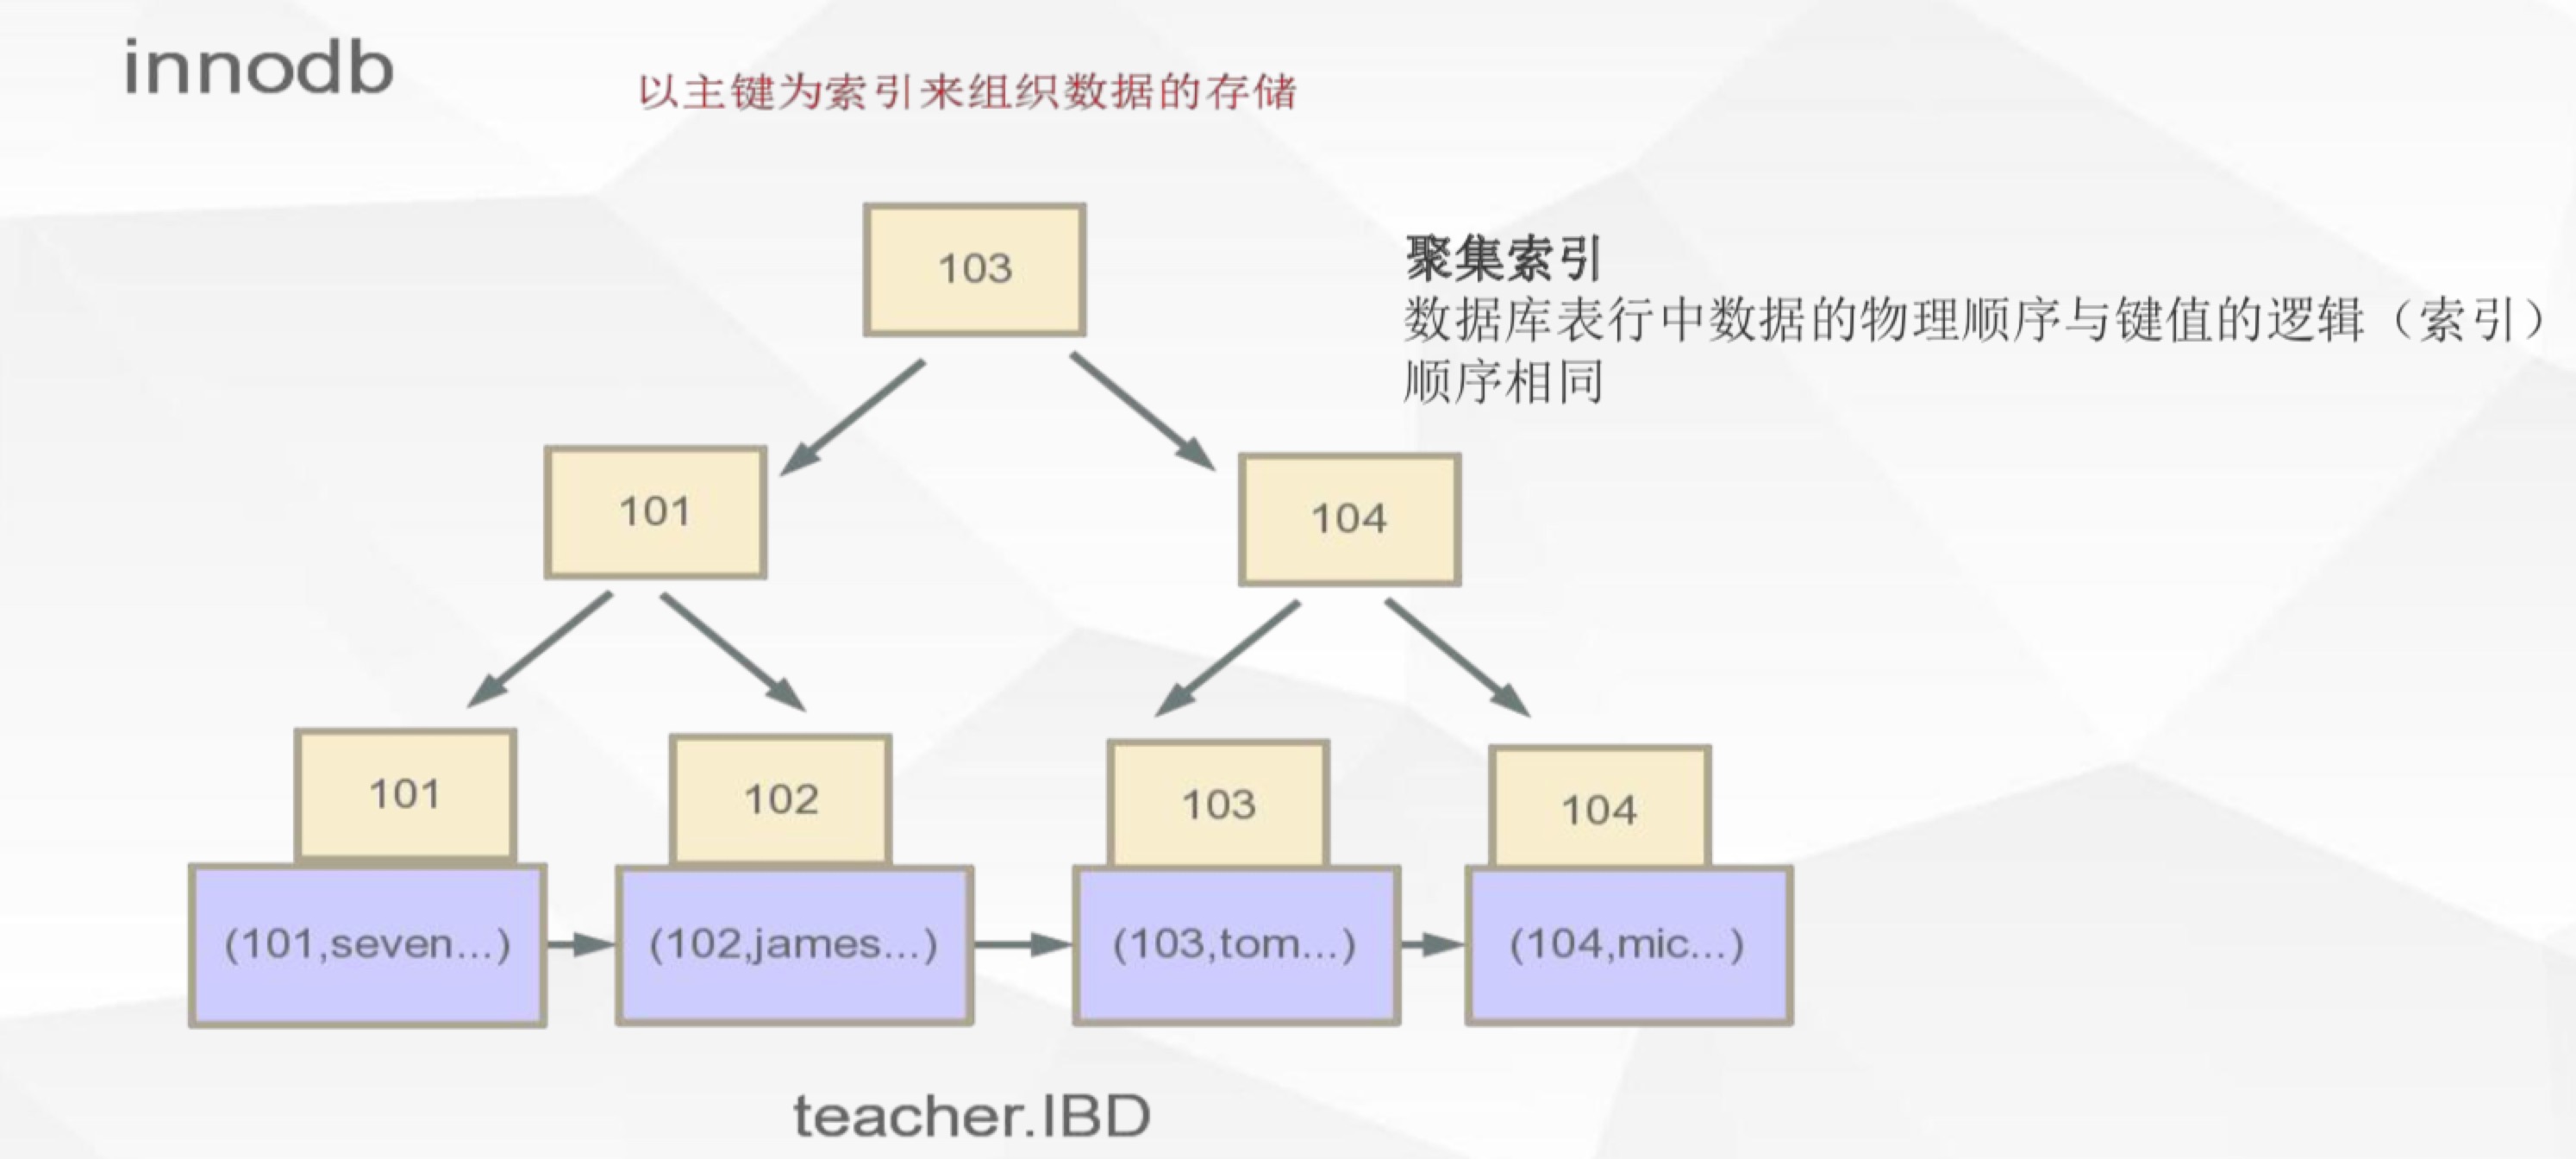 innodb
以主键为索引来组织数据的存储
103
聚集索引
数据库表行中数据的物理顺序与键值的逻辑（索引）
顺序相同
101
104
101
102
103
104
(101,seven...)
(102,james...)
(103,tom...)
(104,mic...)
teacher.IBD